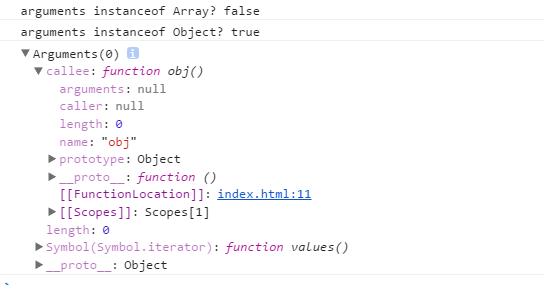 arguments instanceof Array? false
arguments instanceof Object? true
Arguments(0) i
callee: function obj()
arguments: null
caller: null
length: 0
name: "obj"
prototype: Object
__proto__: function ()
[[FunctionLocation]]: index.html:11
[[Scopes]]: Scopes[1]
length: 0
Symbol(Symbol.iterator): function values()
__proto__: Object